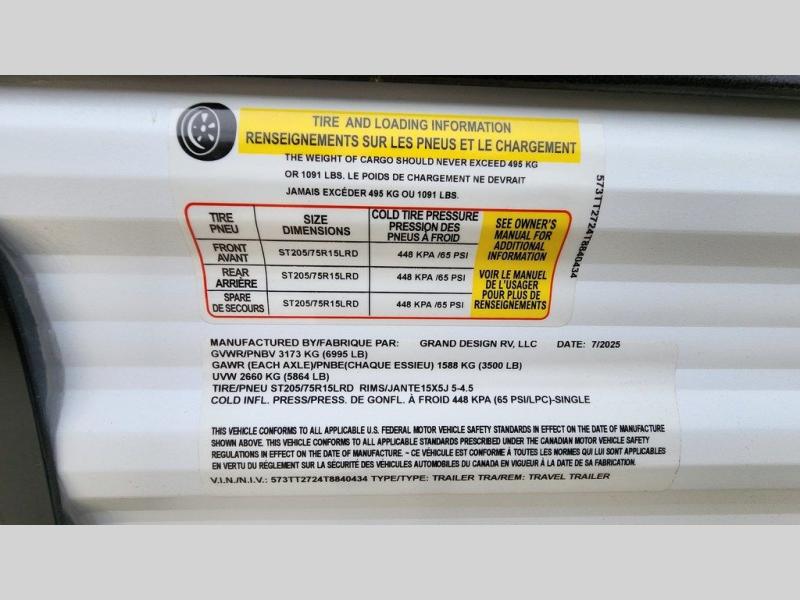 TIRE AND LOADING INFORMATION
RENSEIGNEMENTS SUR LES PNEUS ET LE CHARGEMENT
THE WEIGHT OF CARGO SHOULD NEVER EXCEED 495 KG
OR 1091 LBS. LE POIDS DE CHARGEMENT NE DEVRAIT
JAMAIS EXCÉDER 495 KG OU 1091 LBS.
TIRE
PNEU
SIZE
DIMENSIONS
COLD TIRE PRESSURE
PRESSION DES
PNEUS À FROID
SEE OWNER'S
MANUAL FOR
ADDITIONAL
INFORMATION
VOIR LE MANUEL
DE L'USAGER
POUR PLUS DE
RENSEIGNEMENTS
FRONT
AVANT
ST205/75R15LRD
448 KPA /65 PSI
REAR
ARRIÈRE
ST205/75R15LRD
448 KPA /65 PSI
SPARE
DE SECOURS
ST205/75R15LRD
448 KPA /65 PSI
573TT2724T8840434
MANUFACTURED BY/FABRIQUE PAR: GRAND DESIGN RV, LLC DATE: 7/2025
GVWR/PNBV 3173 KG (6995 LB)
GAWR (EACH AXLE)/PNBE(CHAQUE ESSIEU) 1588 KG (3500 LB)
UVW 2660 KG (5864 LB)
TIRE/PNEU ST205/75R15LRD RIMS/JANTE15X5J 5-4.5
COLD INFL. PRESS/PRESS. DE GONFL. À FROID 448 KPA (65 PSI/LPC)-SINGLE
THIS VEHICLE CONFORMS TO ALL APPLICABLE U.S. FEDERAL MOTOR VEHICLE SAFETY STANDARDS IN EFFECT ON THE DATE OF MANUFACTURE
SHOWN ABOVE. THIS VEHICLE CONFORMS TO ALL APPLICABLE STANDARDS PRESCRIBED UNDER THE CANADIAN MOTOR VEHICLE SAFETY
REGULATIONS IN EFFECT ON THE DATE OF MANUFACTURE. ~ CE VÉHICULE EST CONFORME À TOUTES LES NORMES QUI LUI SONT APPLICABLES
EN VERTU DU RÉGLEMENT SUR LA SÉCURITÉ DES VÉHICULES AUTOMOBILES DU CANADA EN VIGUEUR À LA DATE DE SA FABRICATION.
V.I.N./N.I.V.: 573TT2724T8840434 TYPE/TYPE: TRAILER TRA/REM: TRAVEL TRAILER